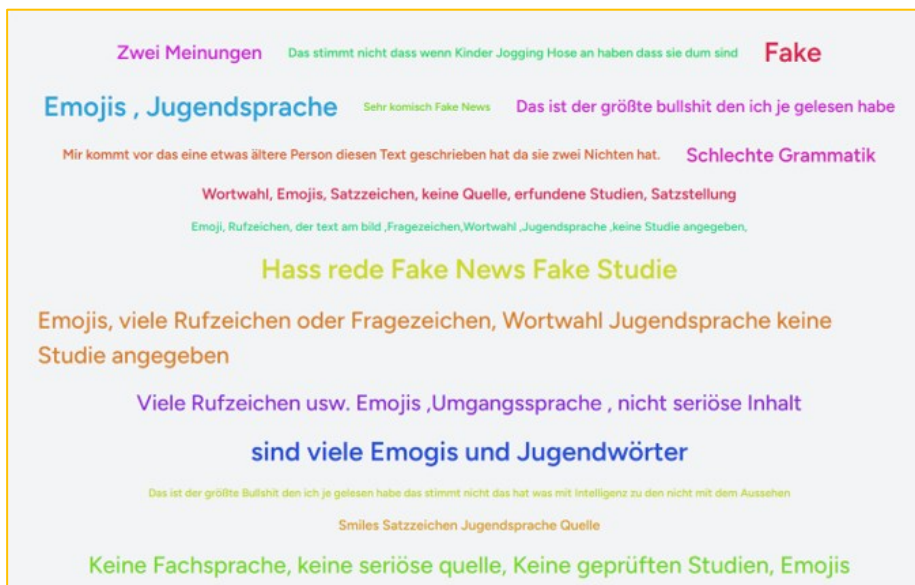 Zwei Meinungen Das stimmt nicht dass wenn Kinder Jogging Hose an haben dass sie dum sind Fake
Emojis , Jugendsprache Sehr komisch Fake News Das ist der größte bullshit den ich je gelesen habe
Mir kommt vor das eine etwas ältere Person diesen Text geschrieben hat da sie zwei Nichten hat. Schlechte Grammatik
Wortwahl, Emojis, Satzzeichen, keine Quelle, erfundene Studien, Satzstellung
Emoji, Rufzeichen, der text am bild ,Fragezeichen,Wortwahl ,Jugendsprache ,keine Studie angegeben,
Hass rede Fake News Fake Studie
Emojis, viele Rufzeichen oder Fragezeichen, Wortwahl Jugendsprache keine
Studie angegeben
Viele Rufzeichen usw. Emojis ,Umgangssprache , nicht seriöse Inhalt
sind viele Emogis und Jugendwörter
Das ist der größte Bullshit den ich je gelesen habe das stimmt nicht das hat was mit Intelligenz zu den nicht mit dem Aussehen
Smiles Satzzeichen Jugendsprache Quelle
Keine Fachsprache, keine seriöse quelle, Keine geprüften Studien, Emojis